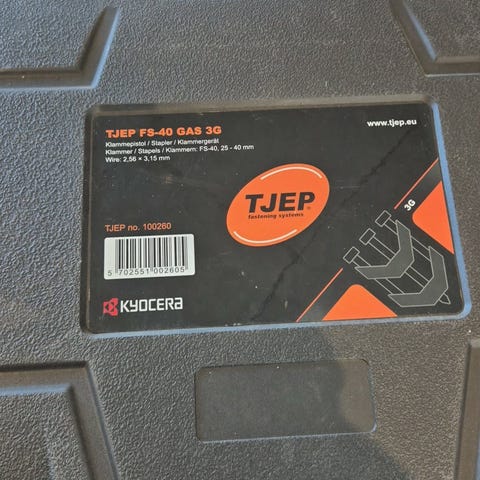 TJEP FS-40 GAS 3G
www.tjep.eu
Klammepistol / Stapler / Klammergerät
Klammer / Stapels / Klammern: FS-40, 25 - 40 mm
Wire: 2,56 × 3,15 mm
TJEP®
fastening systems
3G
TJEP no. 100260
5 702551 002605
KYOCERA